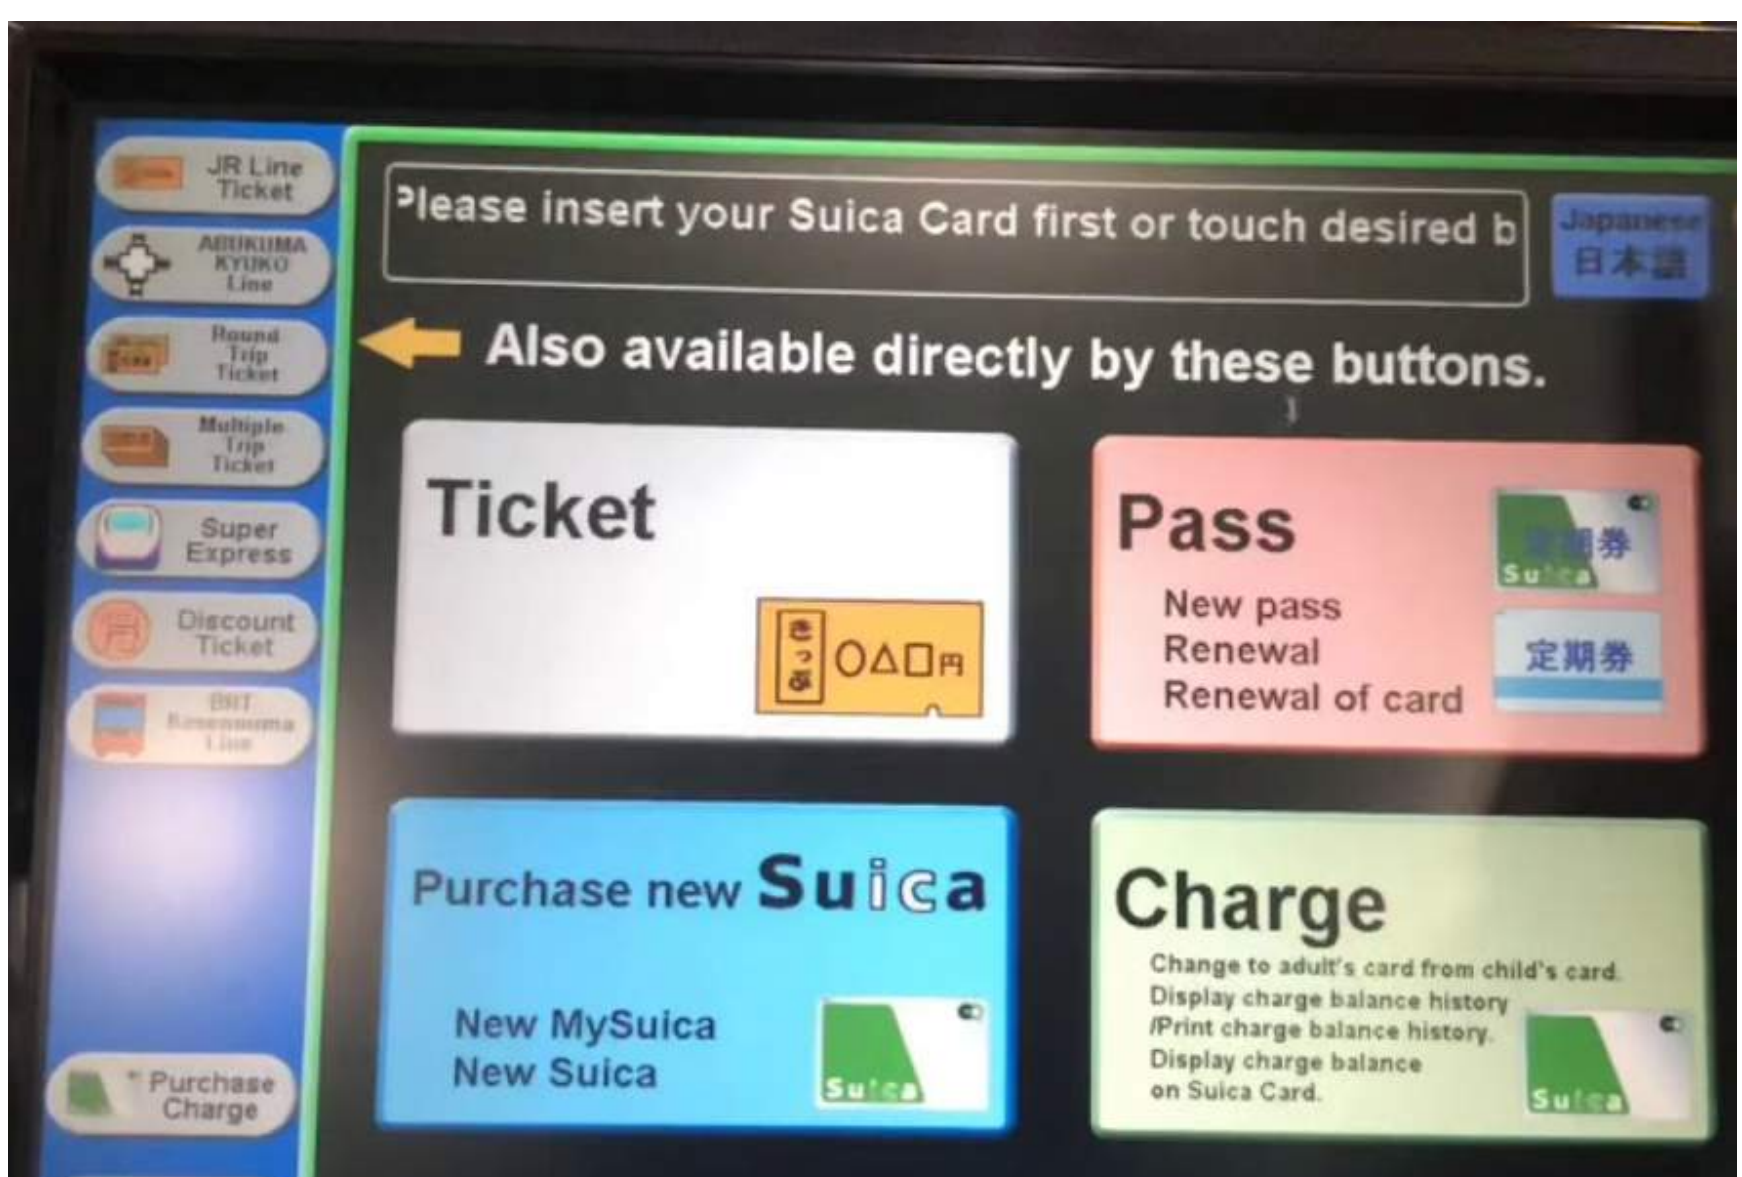 JR Line
Ticket
ABUKUMA
KYUKO
Line
Round
Trip
Ticket
Multiple
Trip
Ticket
Super
Express
Discount
Ticket
円
BRT
Kesennuma
Line
Purchase
Charge
Please insert your Suica Card first or touch desired b
Japanese
日本語
Also available directly by these buttons.
Ticket
きっぷ
〇△□円
Pass
New pass
Renewal
Renewal of card
定期券
Suica
定期券
Purchase new Suica
New MySuica
New Suica
Suica
Charge
Change to adult's card from child's card.
Display charge balance history
/Print charge balance history.
Display charge balance
on Suica Card.
Suica